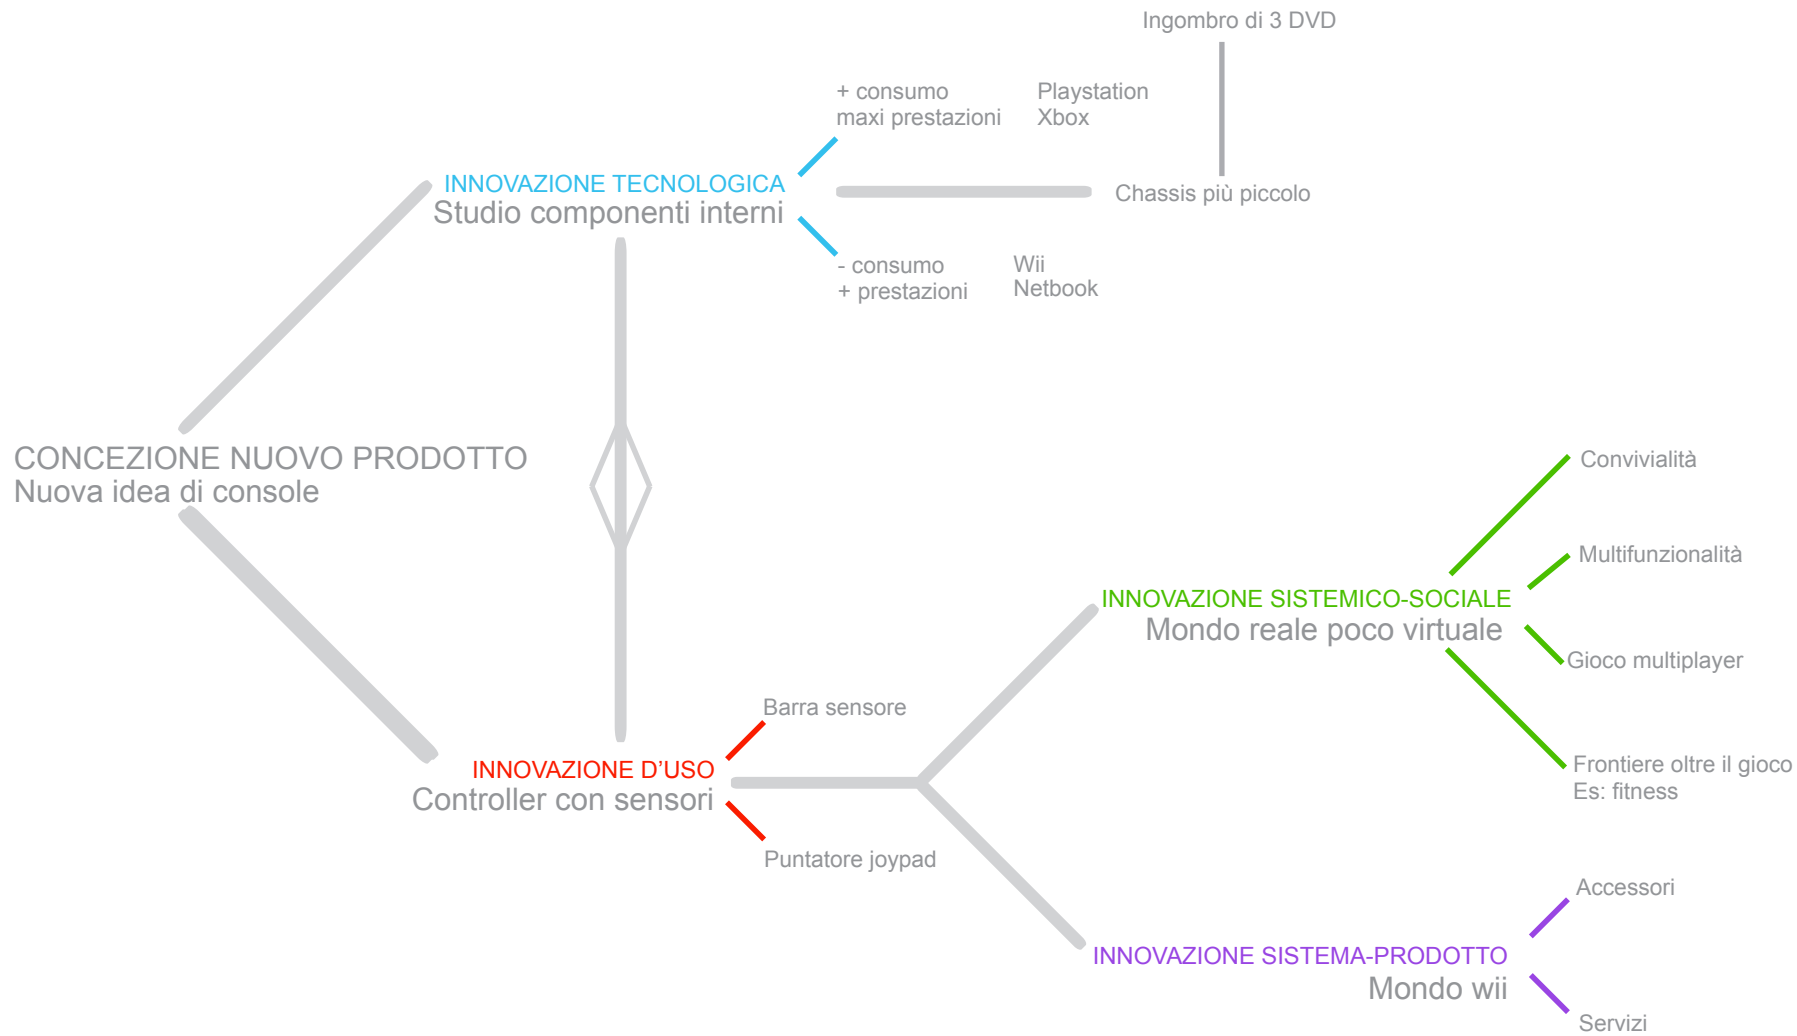 Ingombro di 3 DVD
+ consumo
maxi prestazioni
Playstation
Xbox
INNOVAZIONE TECNOLOGICA
Studio componenti interni
Chassis più piccolo
- consumo
+ prestazioni
Wii
Netbook
CONCEZIONE NUOVO PRODOTTO
Nuova idea di console
Convivialità
Multifunzionalità
INNOVAZIONE SISTEMICO-SOCIALE
Mondo reale poco virtuale
Gioco multiplayer
Frontiere oltre il gioco
Es: fitness
Barra sensore
INNOVAZIONE D'USO
Controller con sensori
Puntatore joypad
Accessori
INNOVAZIONE SISTEMA-PRODOTTO
Mondo wii
Servizi